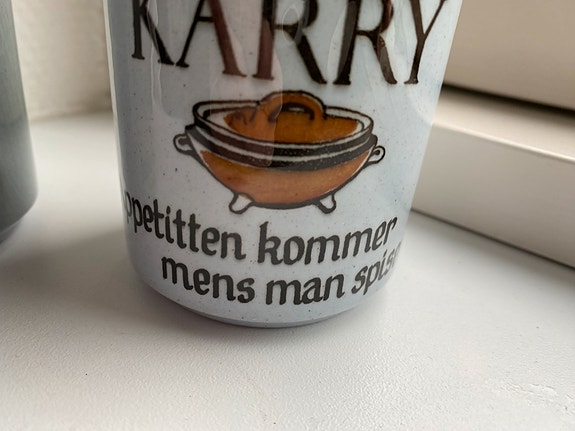 KARRY
ppetitten kommer
mens man spis